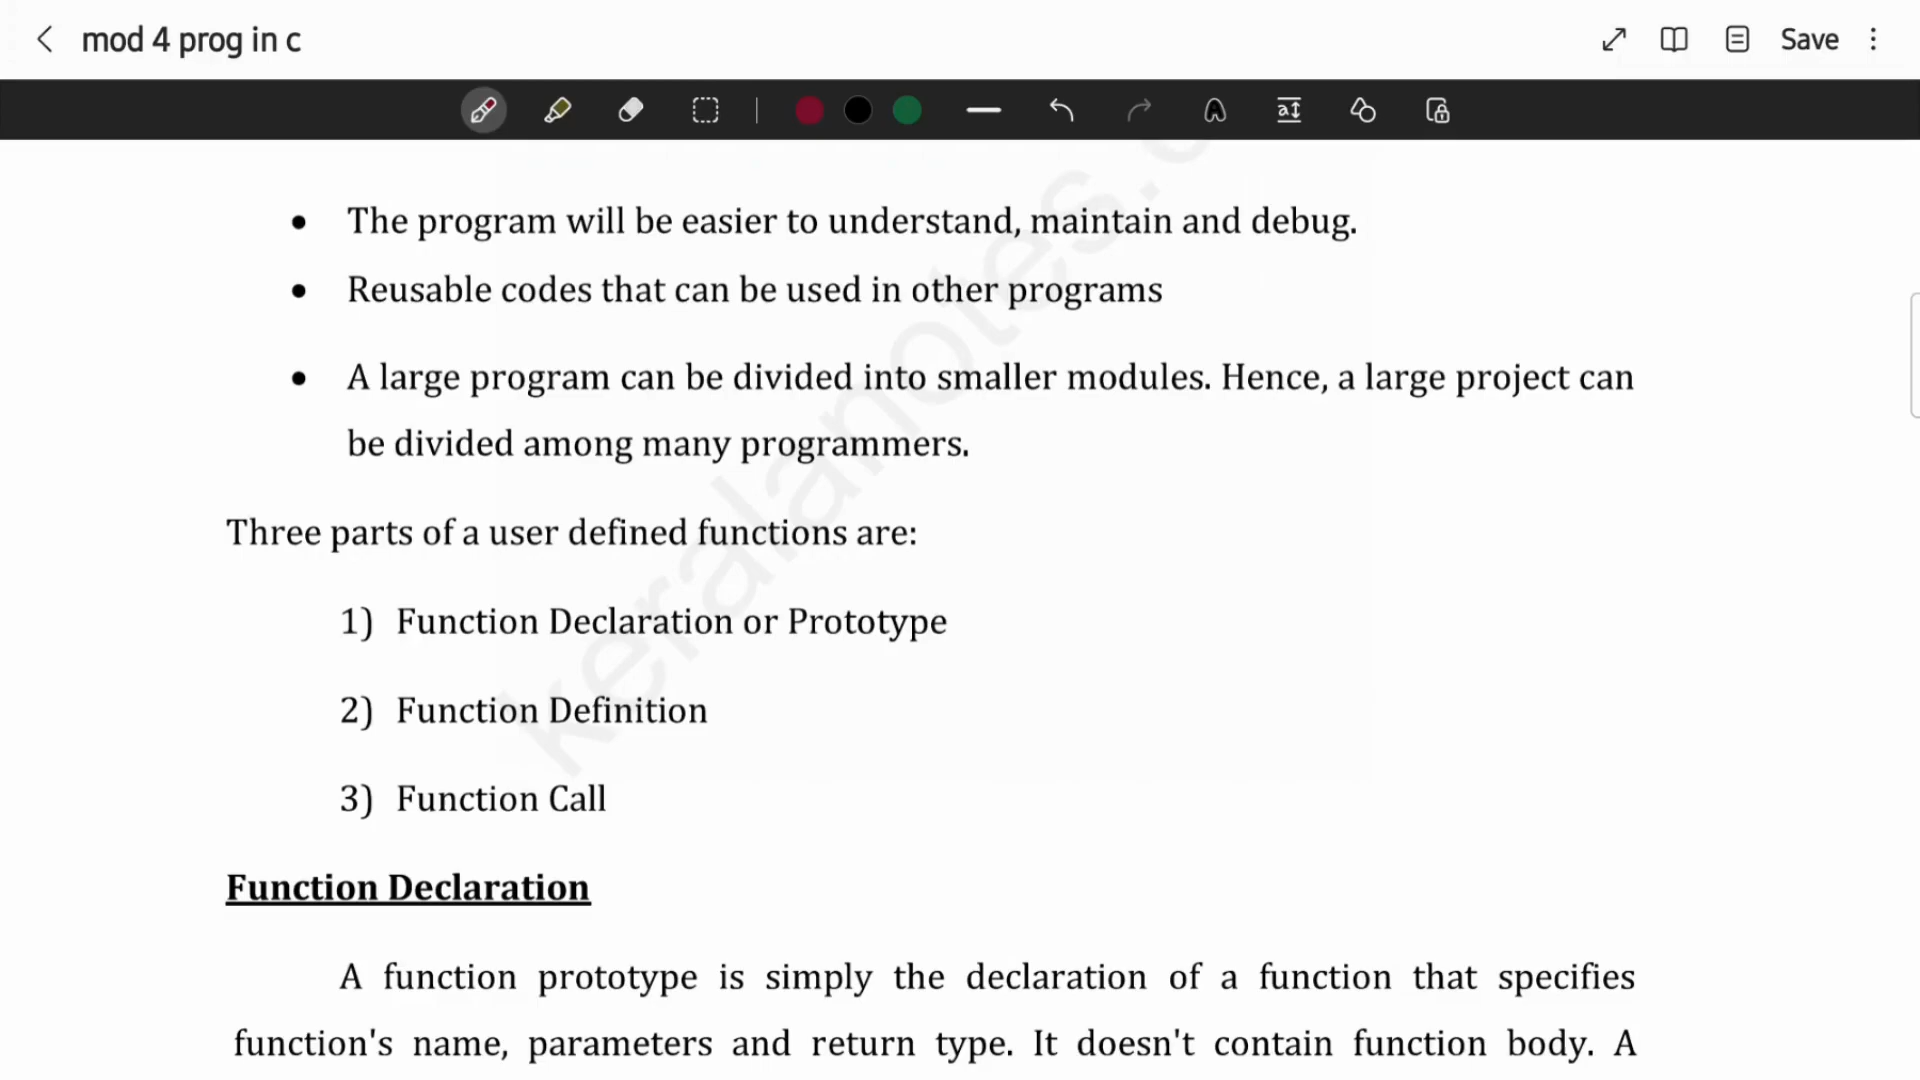 mod 4 prog in c
Save
• The program will be easier to understand, maintain and debug.
• Reusable codes that can be used in other programs
• A large program can be divided into smaller modules. Hence, a large project can
be divided among many programmers.
Three parts of a user defined functions are:
1) Function Declaration or Prototype
2) Function Definition
3) Function Call
Function Declaration
A function prototype is simply the declaration of a function that specifies
function's name, parameters and return type. It doesn't contain function body. A
keralanotes.c